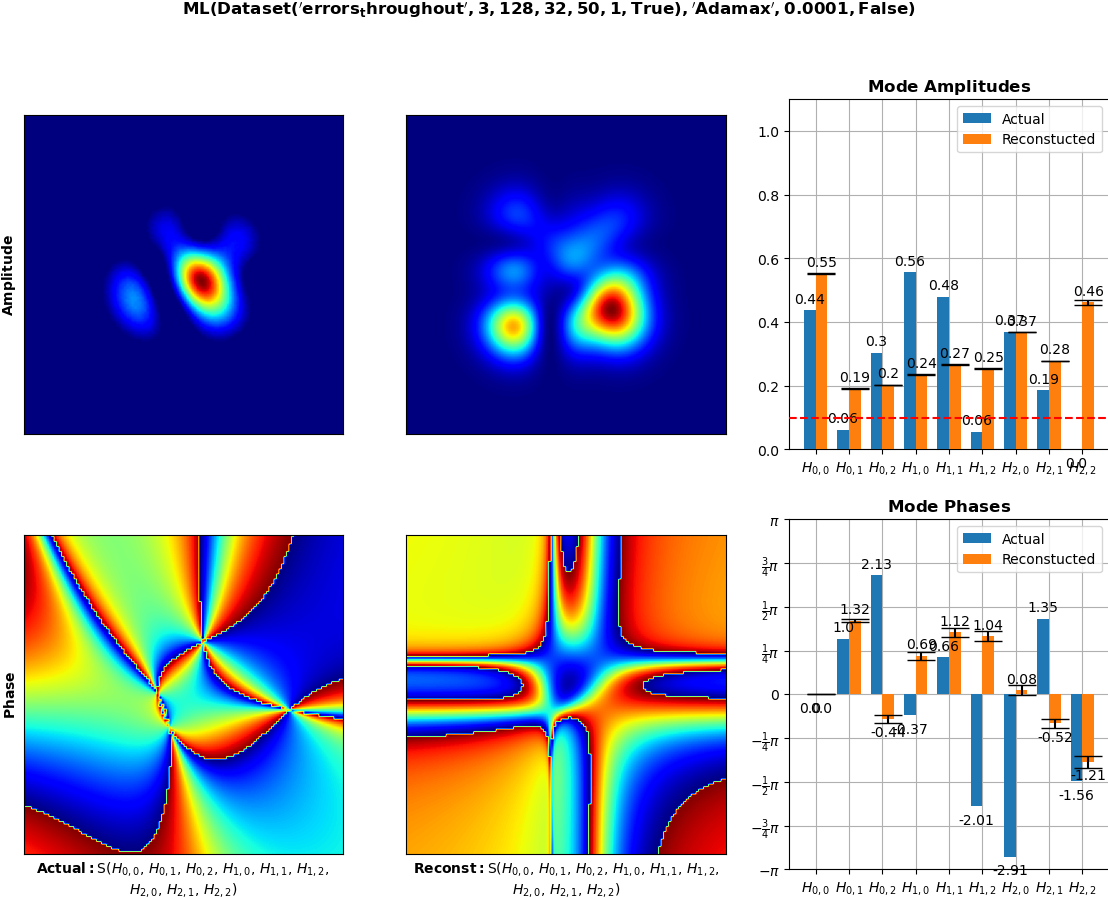 ML(Dataset('errors_throughout', 3, 128, 32, 50, 1, True), 'Adamax', 0.0001, False)
Amplitude
Mode Amplitudes
Actual
Reconstucted
1.0
0.8
0.6
0.4
0.2
0.0
0.44
0.55
0.06
0.19
0.3
0.2
0.56
0.24
0.48
0.27
0.06
0.25
0.37
0.37
0.19
0.28
0.0
0.46
H0,0 H0,1 H0,2 H1,0 H1,1 H1,2 H2,0 H2,1 H2,2
Phase
Mode Phases
Actual
Reconstucted
π
3/4π
1/2π
1/4π
0
−1/4π
−1/2π
−3/4π
−π
0.0
0.0
1.0
1.32
2.13
-0.44
-0.37
0.69
0.66
1.12
-2.01
1.04
-2.91
0.08
1.35
-0.52
-1.56
-1.21
H0,0 H0,1 H0,2 H1,0 H1,1 H1,2 H2,0 H2,1 H2,2
Actual: S(H0,0, H0,1, H0,2, H1,0, H1,1, H1,2,
H2,0, H2,1, H2,2)
Reconst: S(H0,0, H0,1, H0,2, H1,0, H1,1, H1,2,
H2,0, H2,1, H2,2)